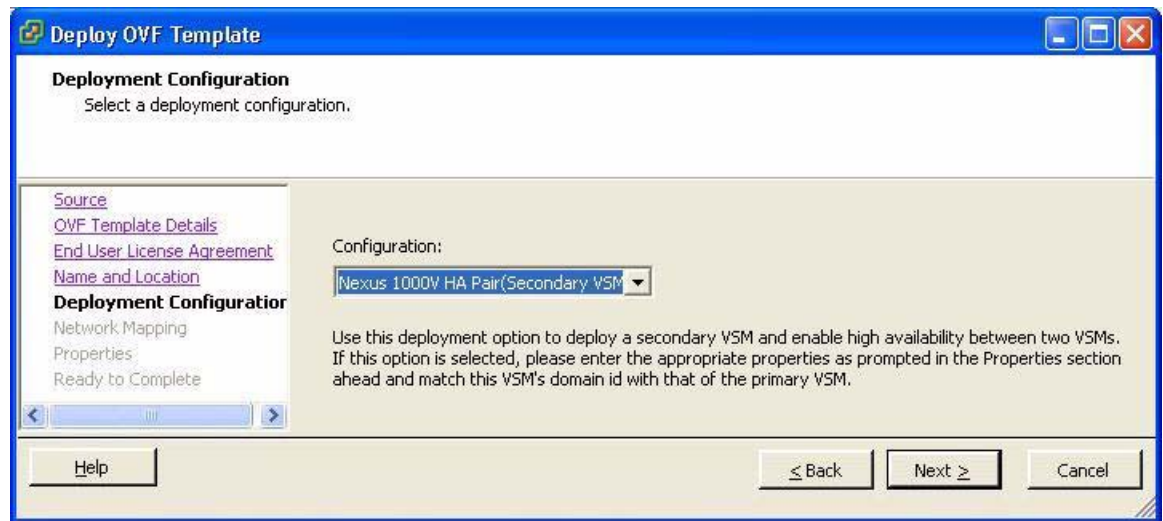 Deploy OVF Template
Deployment Configuration
Select a deployment configuration.
Source
OVF Template Details
End User License Agreement
Name and Location
Deployment Configuration
Network Mapping
Properties
Ready to Complete
Configuration:
Nexus 1000V HA Pair(Secondary VSM
Use this deployment option to deploy a secondary VSM and enable high availability between two VSMs.
If this option is selected, please enter the appropriate properties as prompted in the Properties section
ahead and match this VSM's domain id with that of the primary VSM.
Help
< Back
Next >
Cancel